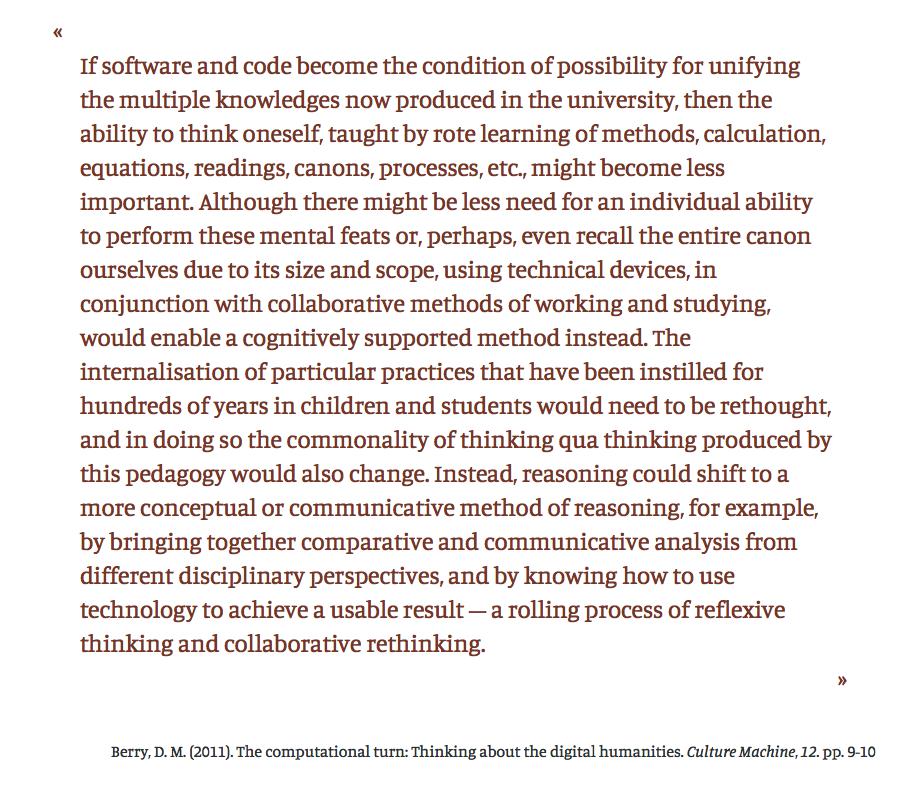 «
If software and code become the condition of possibility for unifying
the multiple knowledges now produced in the university, then the
ability to think oneself, taught by rote learning of methods, calculation,
equations, readings, canons, processes, etc., might become less
important. Although there might be less need for an individual ability
to perform these mental feats or, perhaps, even recall the entire canon
ourselves due to its size and scope, using technical devices, in
conjunction with collaborative methods of working and studying,
would enable a cognitively supported method instead. The
internalisation of particular practices that have been instilled for
hundreds of years in children and students would need to be rethought,
and in doing so the commonality of thinking qua thinking produced by
this pedagogy would also change. Instead, reasoning could shift to a
more conceptual or communicative method of reasoning, for example,
by bringing together comparative and communicative analysis from
different disciplinary perspectives, and by knowing how to use
technology to achieve a usable result — a rolling process of reflexive
thinking and collaborative rethinking.
»
Berry, D. M. (2011). The computational turn: Thinking about the digital humanities. Culture Machine, 12. pp. 9-10